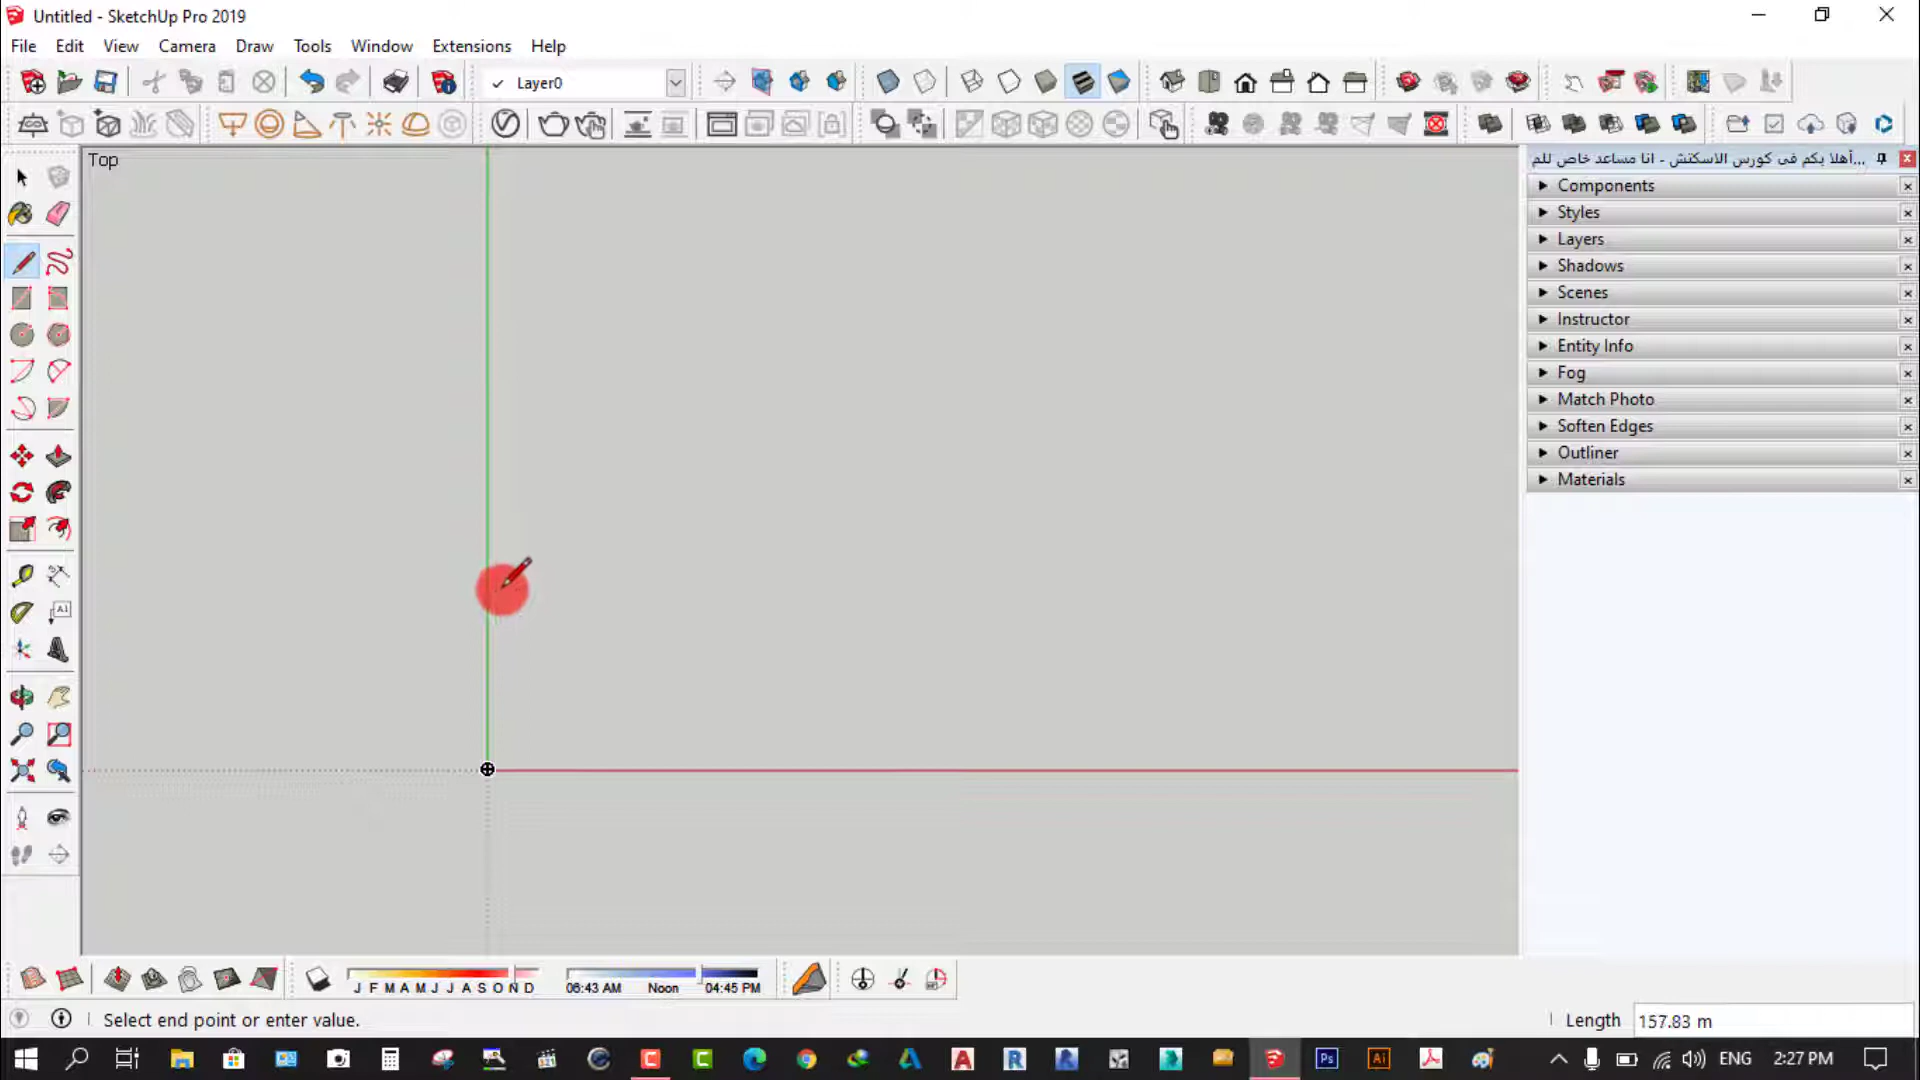 Untitled - SketchUp Pro 2019
File Edit View Camera Draw Tools Window Extensions Help
Layer0
Top
أهلا بكم في كورس الاسكتش - انا مساعد خاص للم...
Components
Styles
Layers
Shadows
Scenes
Instructor
Entity Info
Fog
Match Photo
Soften Edges
Outliner
Materials
J F M A M J J A S O N D
06:43 AM Noon 04:45 PM
Select end point or enter value.
Length 157.83 m
ENG 2:27 PM